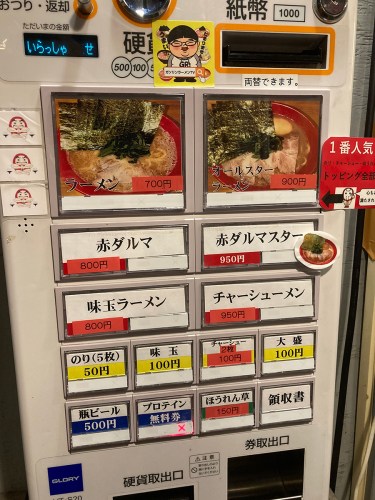 おつり・返却
紙幣
1000
ただいまの金額
いらっしゃ せ
硬貨
500 100
両替できます。
ラーメン
700円
オールスター
ラーメン
900円
1番人気
トッピング全部
赤ダルマ
800円
赤ダルマスター
950円
味玉ラーメン
800円
チャーシューメン
950円
のり(5枚)
50円
味玉
100円
チャーシュー
2枚
100円
大盛
100円
瓶ビール
500円
プロテイン
無料券
ほうれん草
150円
領収書
GLORY
硬貨取出口
券取出口